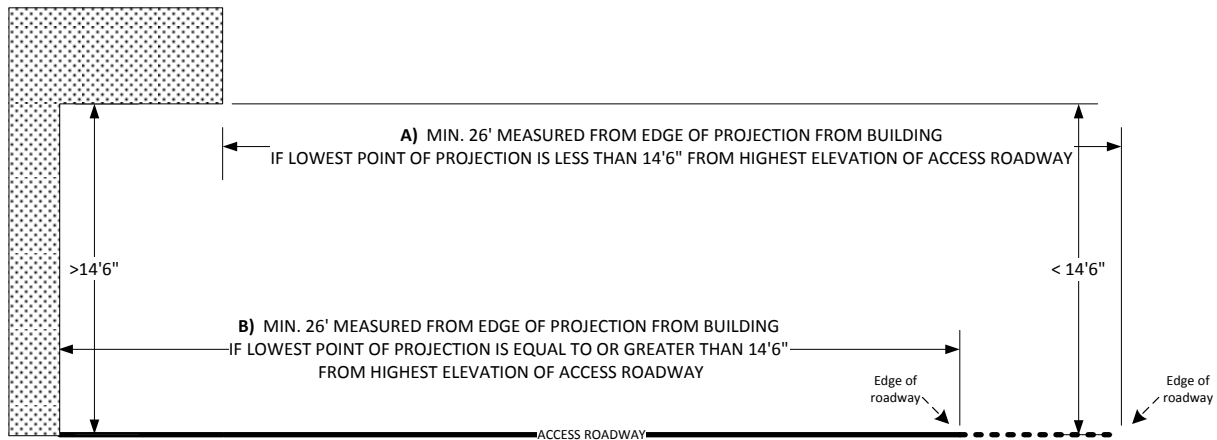 A) MIN. 26' MEASURED FROM EDGE OF PROJECTION FROM BUILDING
IF LOWEST POINT OF PROJECTION IS LESS THAN 14'6" FROM HIGHEST ELEVATION OF ACCESS ROADWAY
>14'6"
< 14'6"
B) MIN. 26' MEASURED FROM EDGE OF PROJECTION FROM BUILDING
IF LOWEST POINT OF PROJECTION IS EQUAL TO OR GREATER THAN 14'6"
FROM HIGHEST ELEVATION OF ACCESS ROADWAY
Edge of
roadway
Edge of
roadway
ACCESS ROADWAY